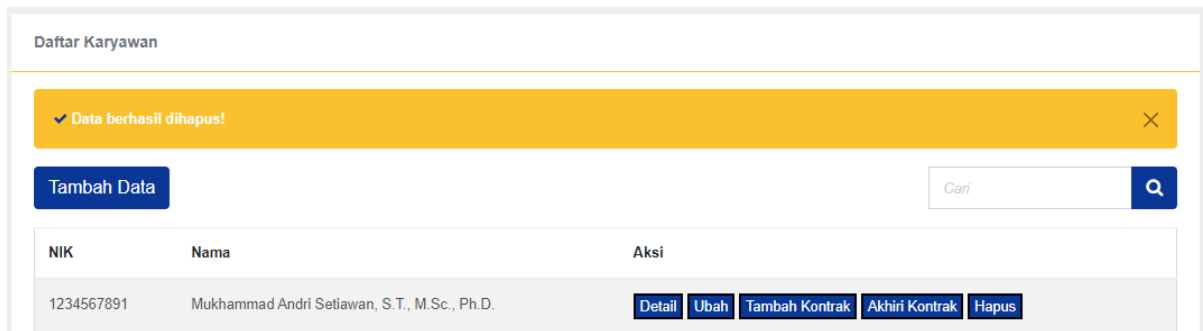 Daftar Karyawan
Data berhasil dihapus!
Tambah Data
Cari
NIK Nama Aksi
1234567891 Mukhammad Andri Setiawan, S.T., M.Sc., Ph.D. Detail Ubah Tambah Kontrak Akhiri Kontrak Hapus